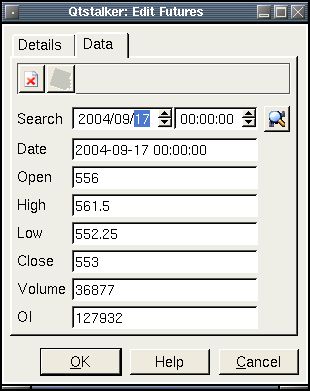 Qtstalker: Edit Futures
Details Data
Search 2004/09/17 00:00:00
Date 2004-09-17 00:00:00
Open 556
High 561.5
Low 552.25
Close 553
Volume 36877
OI 127932
OK Help Cancel